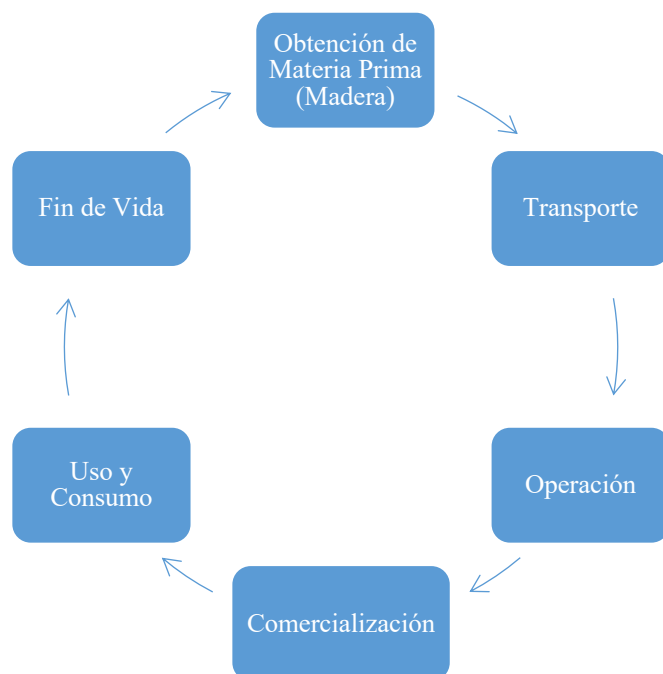 Obtención de
Materia Prima
(Madera)
Transporte
Operación
Comercialización
Uso y
Consumo
Fin de Vida